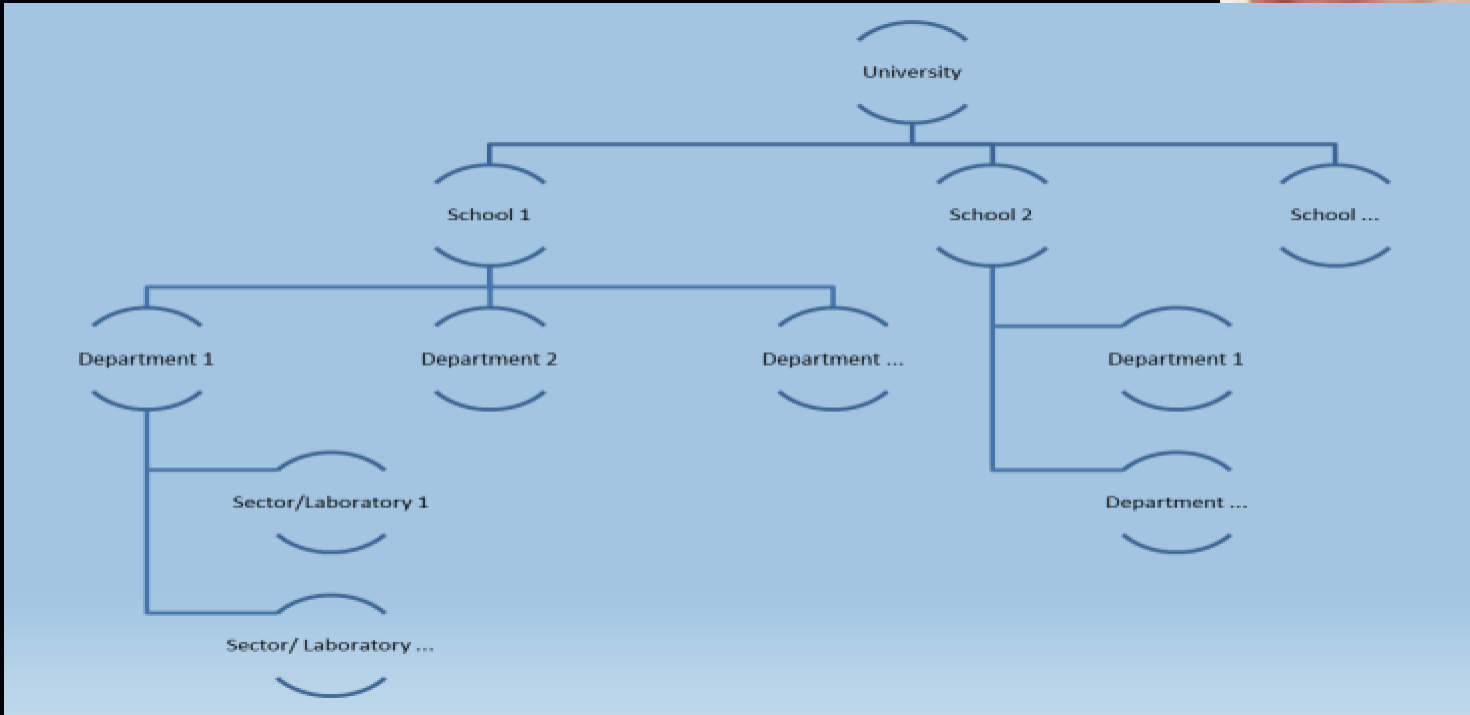 University
School 1
School 2
School ...
Department 1
Department 2
Department ...
Department 1
Sector/Laboratory 1
Department ...
Sector/ Laboratory ...